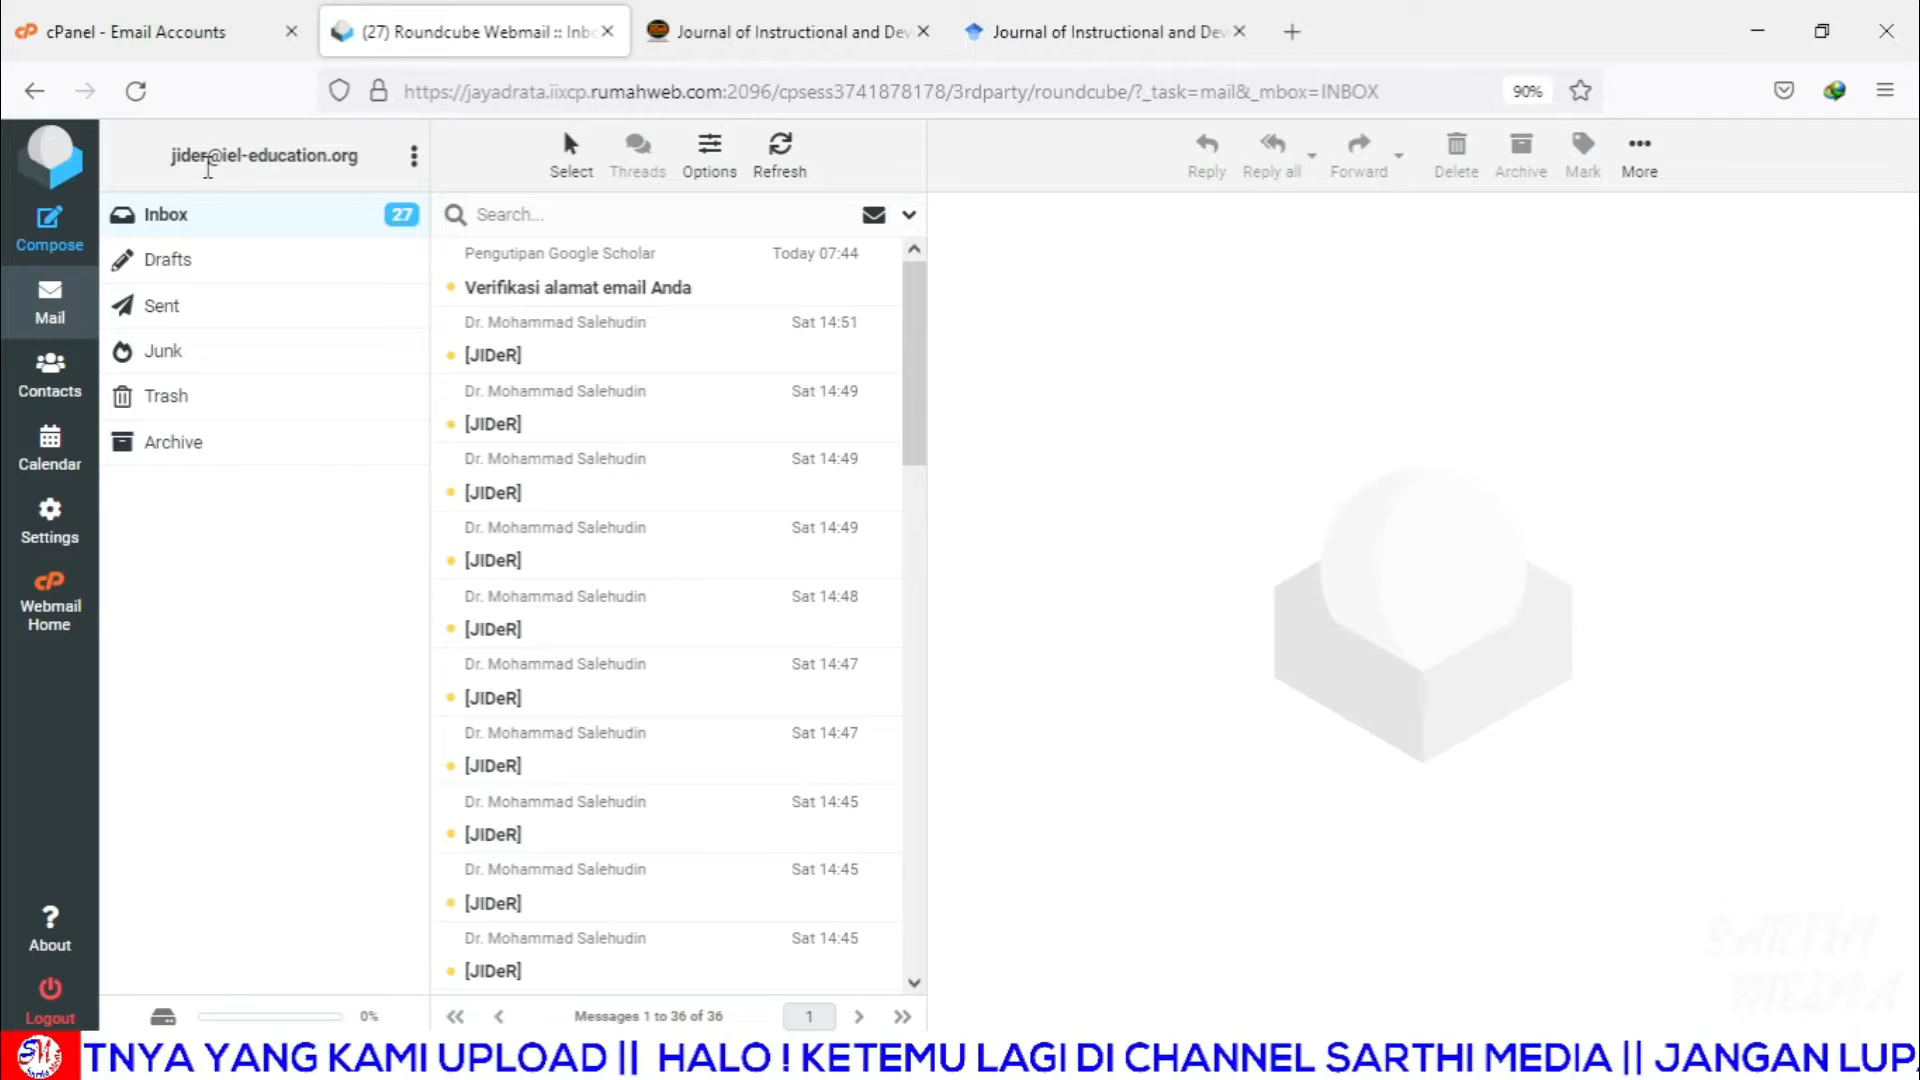 cPanel - Email Accounts
(27) Roundcube Webmail :: Inb
Journal of Instructional and Dev
Journal of Instructional and Dev
https://jayadrata.iixcp.rumahweb.com:2096/cpsess3741878178/3rdparty/roundcube/?_task=mail&_mbox=INBOX
90%
jider@iel-education.org
Select
Threads
Options
Refresh
Reply
Reply all
Forward
Delete
Archive
Mark
More
Compose
Mail
Contacts
Calendar
Settings
Webmail
Home
About
Logout
Inbox
27
Drafts
Sent
Junk
Trash
Archive
0%
Search...
Pengutipan Google Scholar Today 07:44
Verifikasi alamat email Anda
Dr. Mohammad Salehudin Sat 14:51
[JIDeR]
Dr. Mohammad Salehudin Sat 14:49
[JIDeR]
Dr. Mohammad Salehudin Sat 14:49
[JIDeR]
Dr. Mohammad Salehudin Sat 14:49
[JIDeR]
Dr. Mohammad Salehudin Sat 14:48
[JIDeR]
Dr. Mohammad Salehudin Sat 14:47
[JIDeR]
Dr. Mohammad Salehudin Sat 14:47
[JIDeR]
Dr. Mohammad Salehudin Sat 14:45
[JIDeR]
Dr. Mohammad Salehudin Sat 14:45
[JIDeR]
Dr. Mohammad Salehudin Sat 14:45
[JIDeR]
Messages 1 to 36 of 36
1
SARTHI
MEDIA
TNYA YANG KAMI UPLOAD || HALO ! KETEMU LAGI DI CHANNEL SARTHI MEDIA || JANGAN LUP